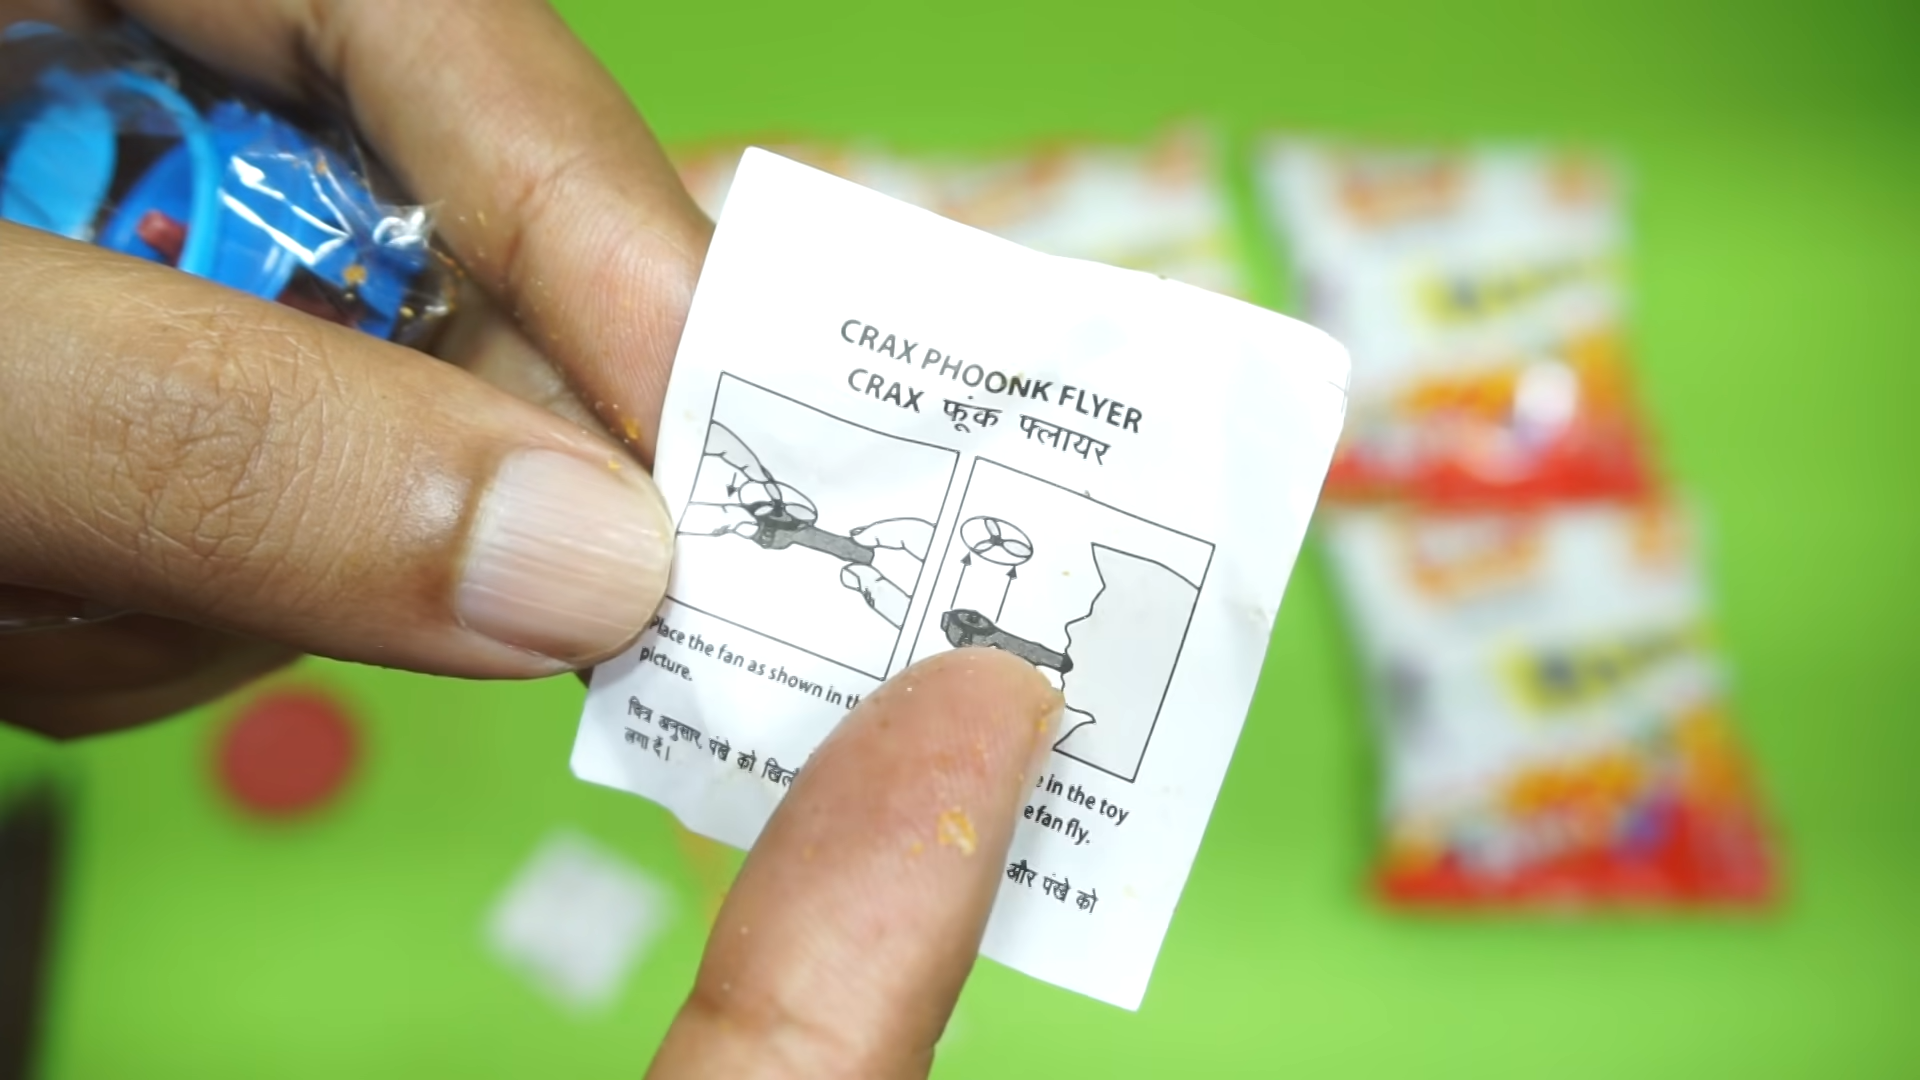 CRAX PHOONK FLYER
CRAX फूंक फ्लायर
Place the fan as shown in
picture.
चित्र अनुसार, पंखे को
लगा दें।
in the toy
fan fly.
और पंखे को